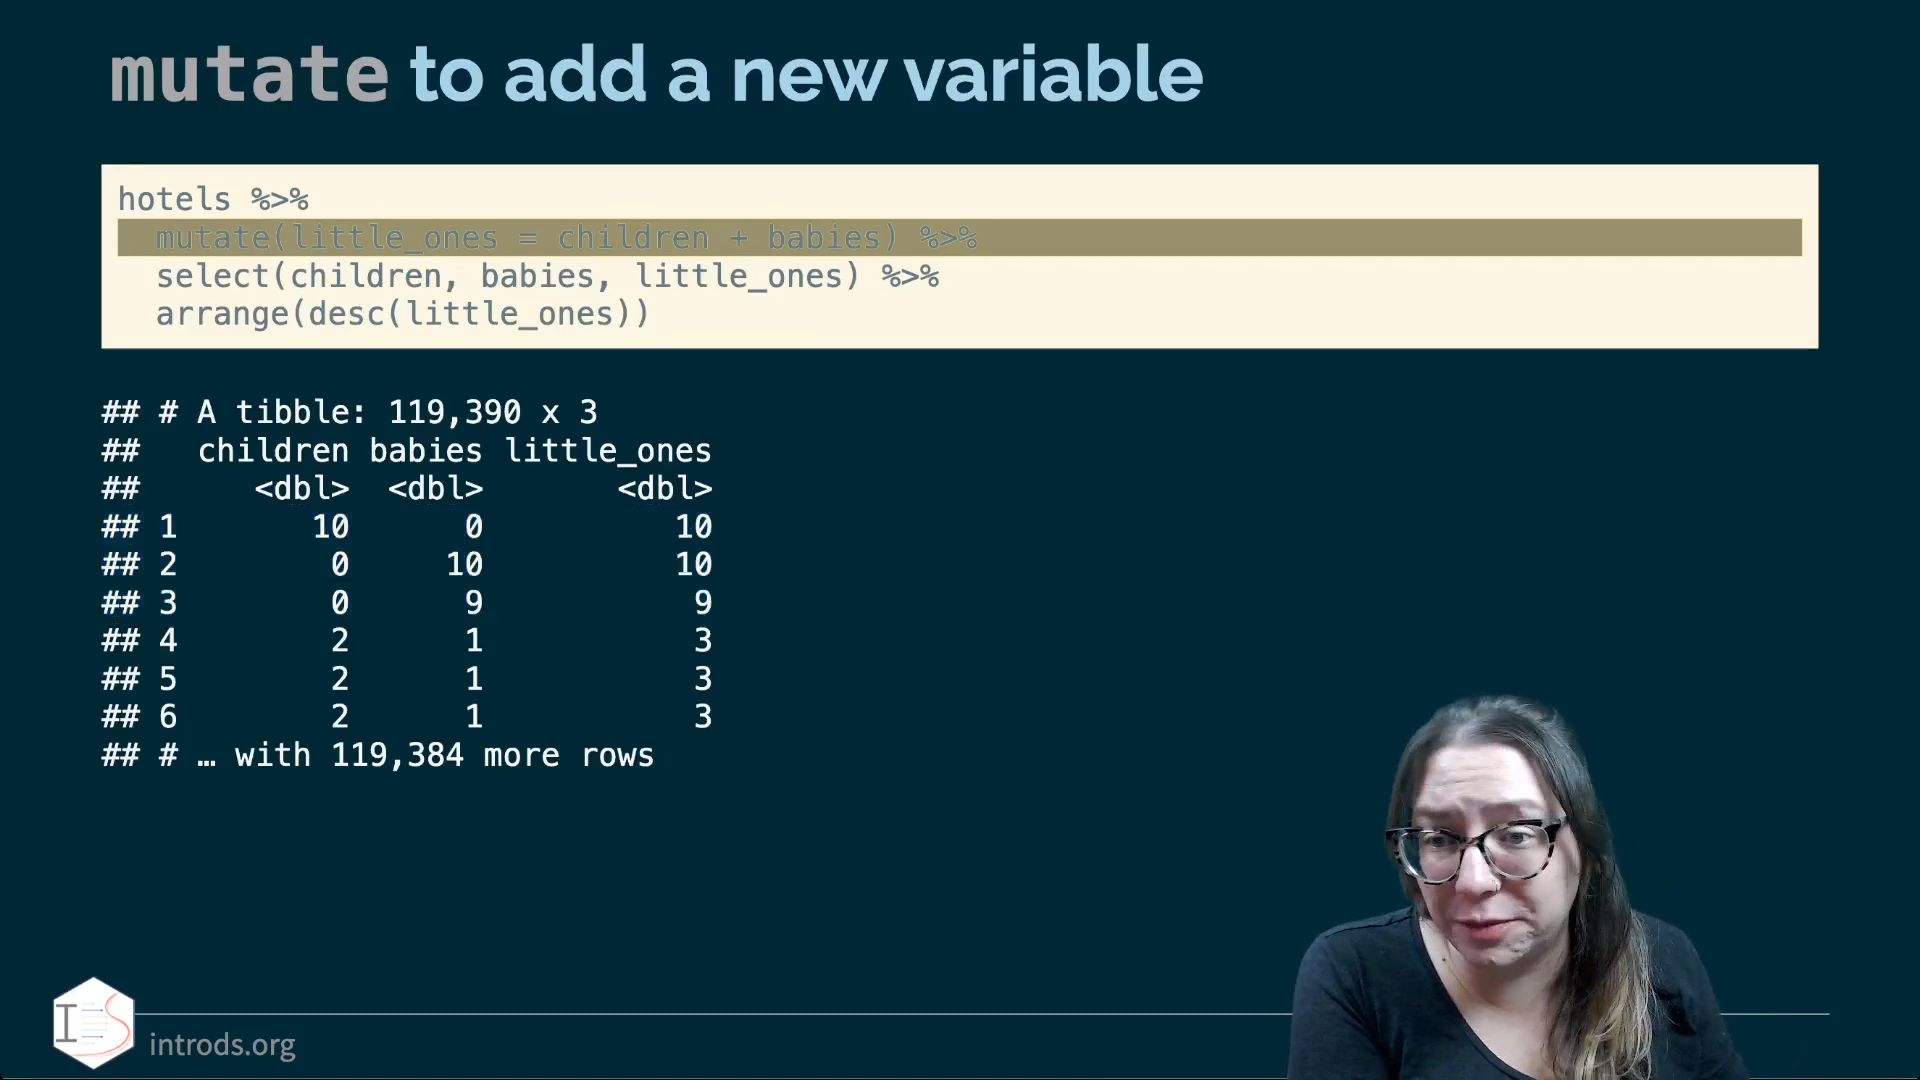 mutate to add a new variable
hotels %>%
  mutate(little_ones = children + babies) %>%
  select(children, babies, little_ones) %>%
  arrange(desc(little_ones))
## # A tibble: 119,390 x 3
##   children babies little_ones
##      <dbl>  <dbl>       <dbl>
## 1       10      0          10
## 2        0     10          10
## 3        0      9           9
## 4        2      1           3
## 5        2      1           3
## 6        2      1           3
## # … with 119,384 more rows
IS
introds.org